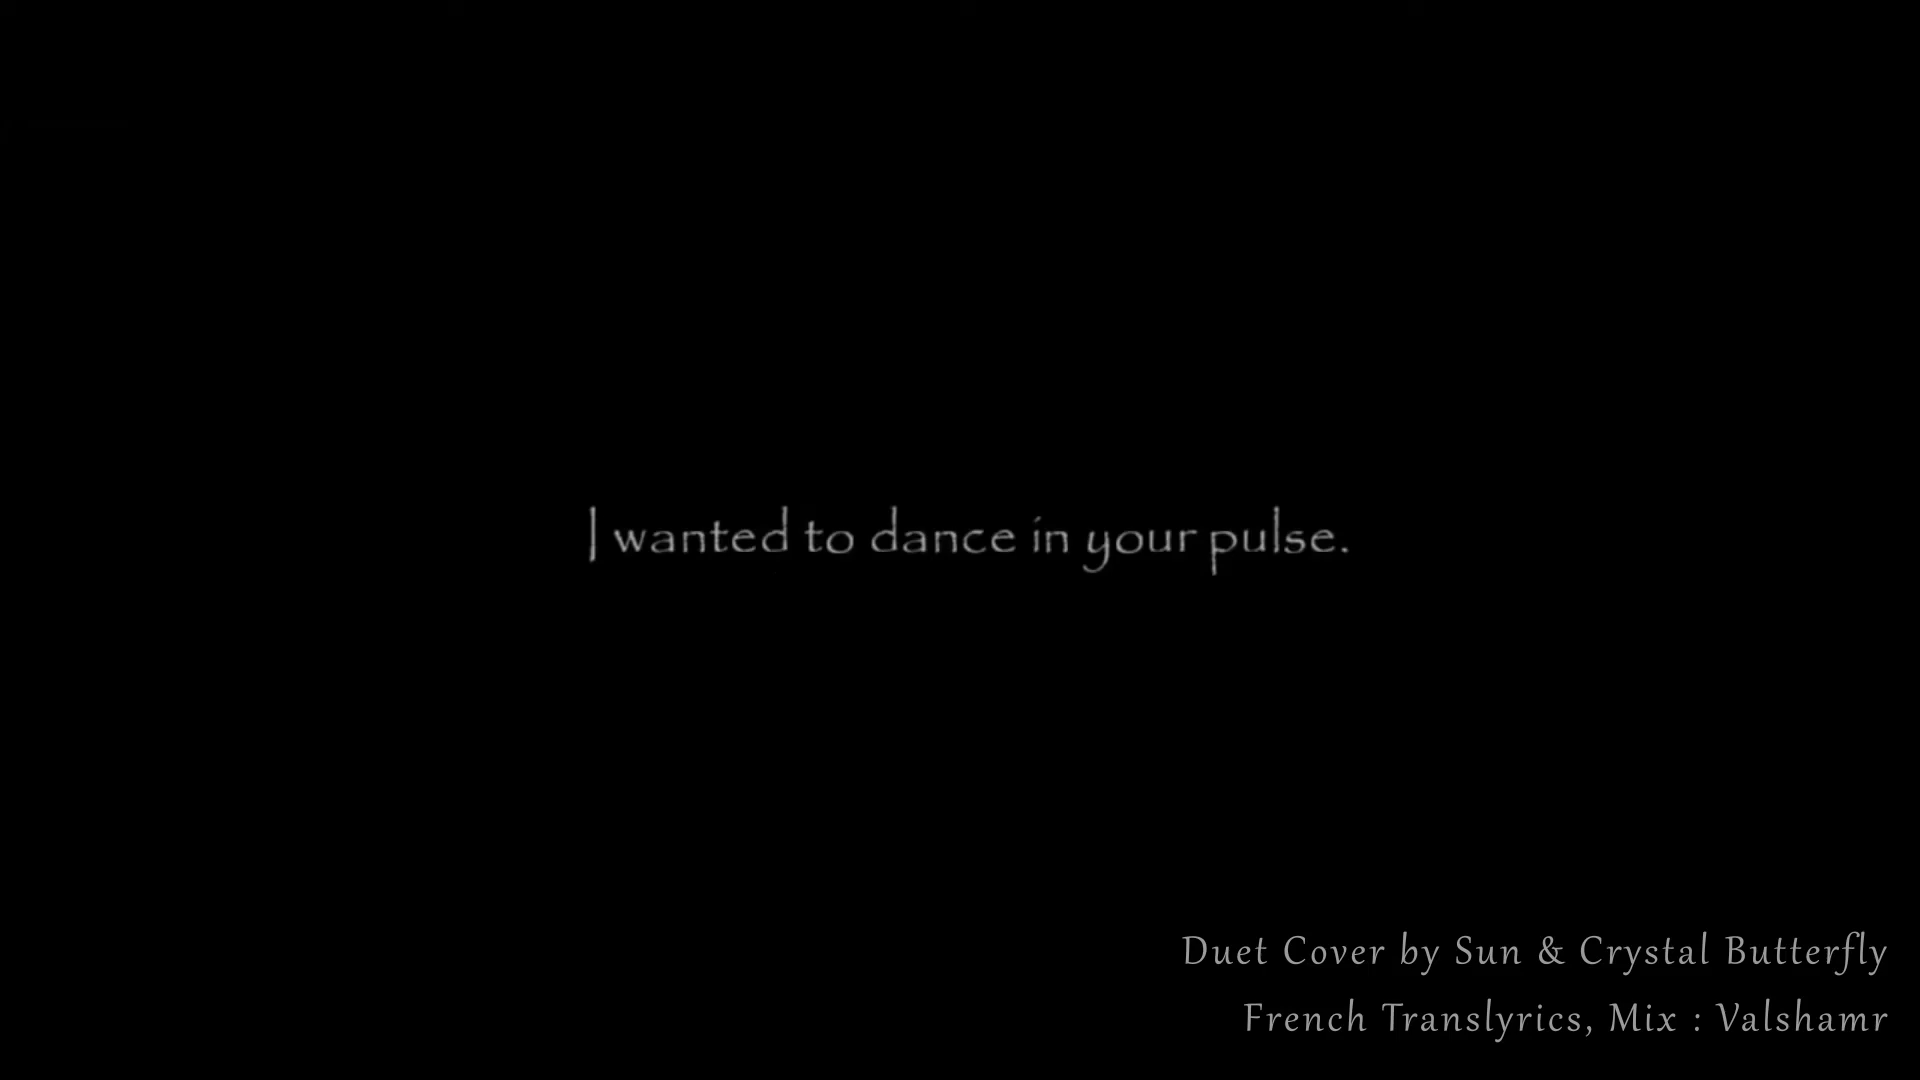 I wanted to dance in your pulse.
Duet Cover by Sun & Crystal Butterfly
French Translyrics, Mix : Valshamr